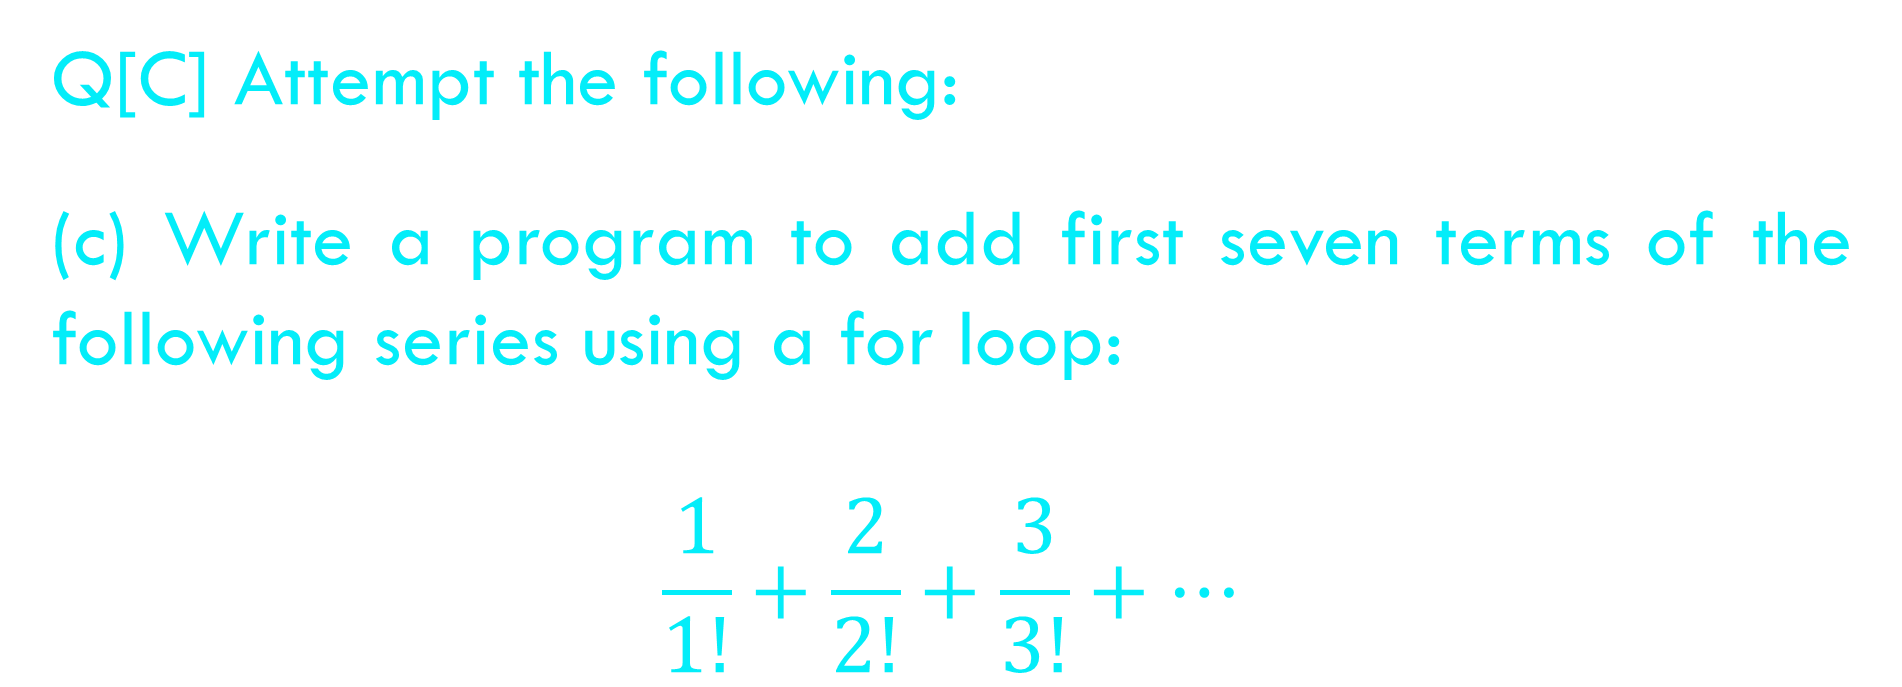 Q[C] Attempt the following:
(c) Write a program to add first seven terms of the
following series using a for loop:
1/1! + 2/2! + 3/3! + ⋯